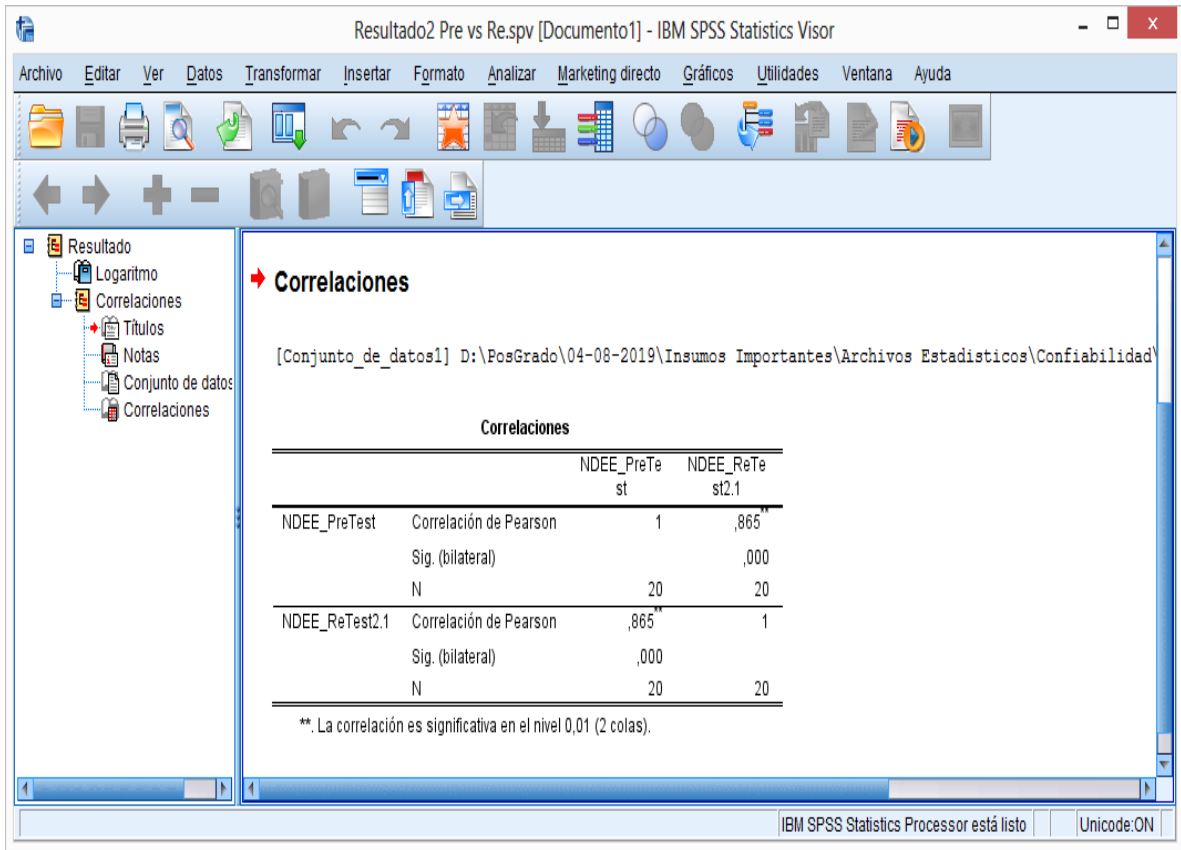 Resultado2 Pre vs Re.spv [Documento1] - IBM SPSS Statistics Visor
Archivo Editar Ver Datos Transformar Insertar Formato Analizar Marketing directo Gráficos Utilidades Ventana Ayuda
Resultado
Logaritmo
Correlaciones
Títulos
Notas
Conjunto de datos
Correlaciones
Correlaciones
[Conjunto_de_datos1] D:\PosGrado\04-08-2019\Insumos Importantes\Archivos Estadisticos\Confiabilidad\
Correlaciones
NDEE_PreTe NDEE_ReTe
st st2.1
NDEE_PreTest Correlación de Pearson 1 ,865**
Sig. (bilateral) ,000
N 20 20
NDEE_ReTest2.1 Correlación de Pearson ,865** 1
Sig. (bilateral) ,000
N 20 20
**. La correlación es significativa en el nivel 0,01 (2 colas).
IBM SPSS Statistics Processor está listo Unicode:ON